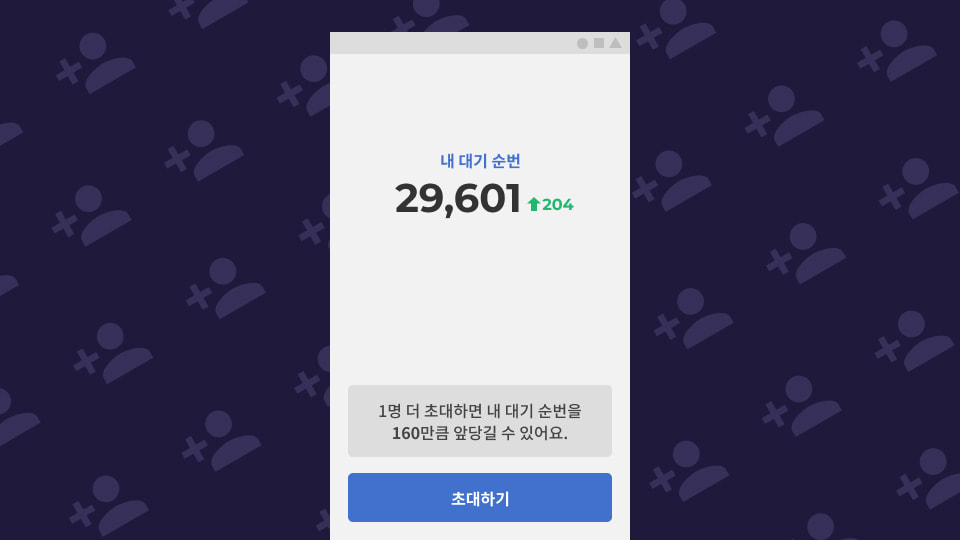 내 대기 순번
29,601 204
1명 더 초대하면 내 대기 순번을
160만큼 앞당길 수 있어요.
초대하기